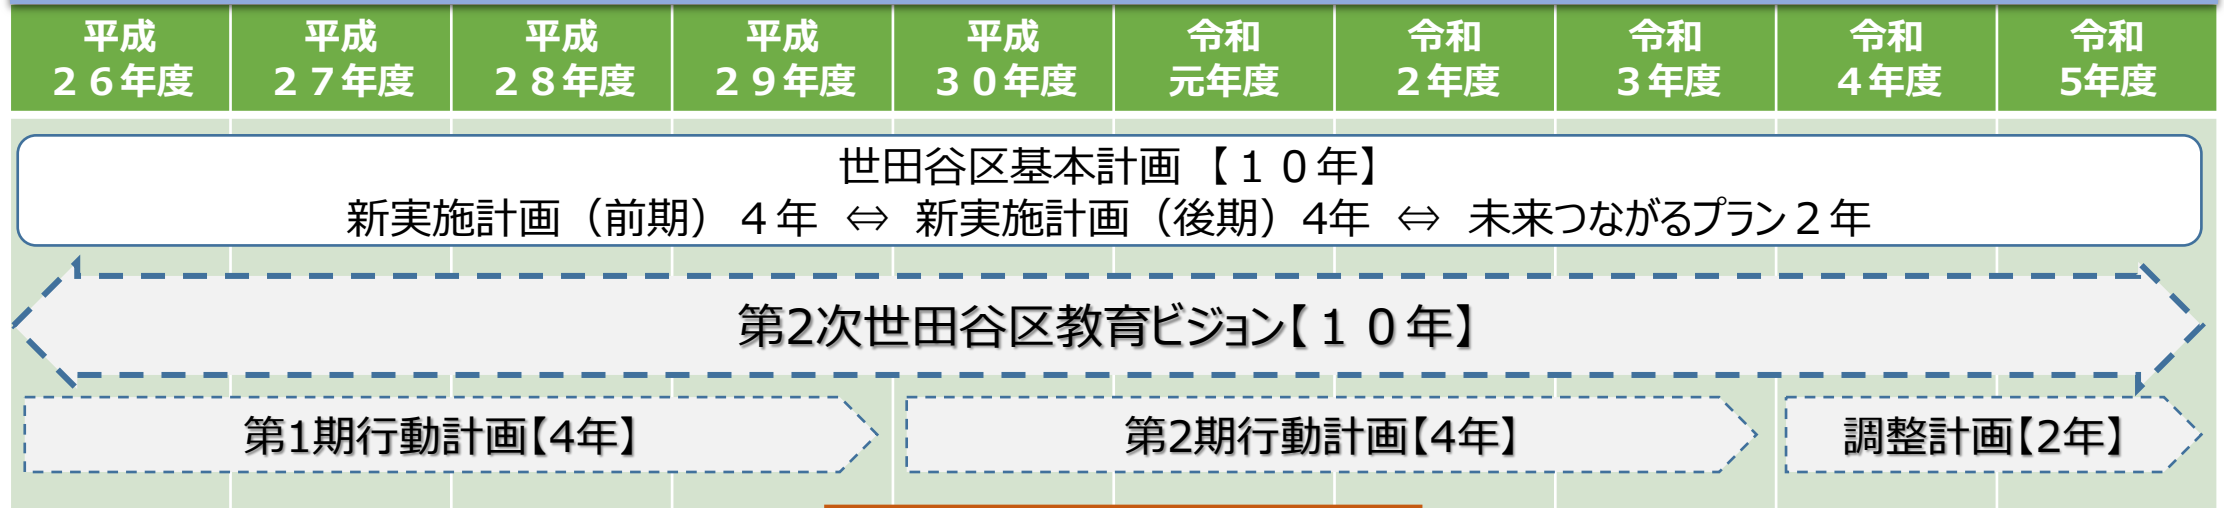 平成 平成 平成 平成 平成 令和 令和 令和 令和 令和
２６年度 ２７年度 ２８年度 ２９年度 ３０年度 元年度 ２年度 ３年度 ４年度 5年度
世田谷区基本計画 【１０年】
新実施計画（前期）４年 ⇔ 新実施計画（後期）4年 ⇔ 未来つながるプラン２年
第2次世田谷区教育ビジョン【１０年】
第1期行動計画【4年】 第2期行動計画【4年】 調整計画【2年】